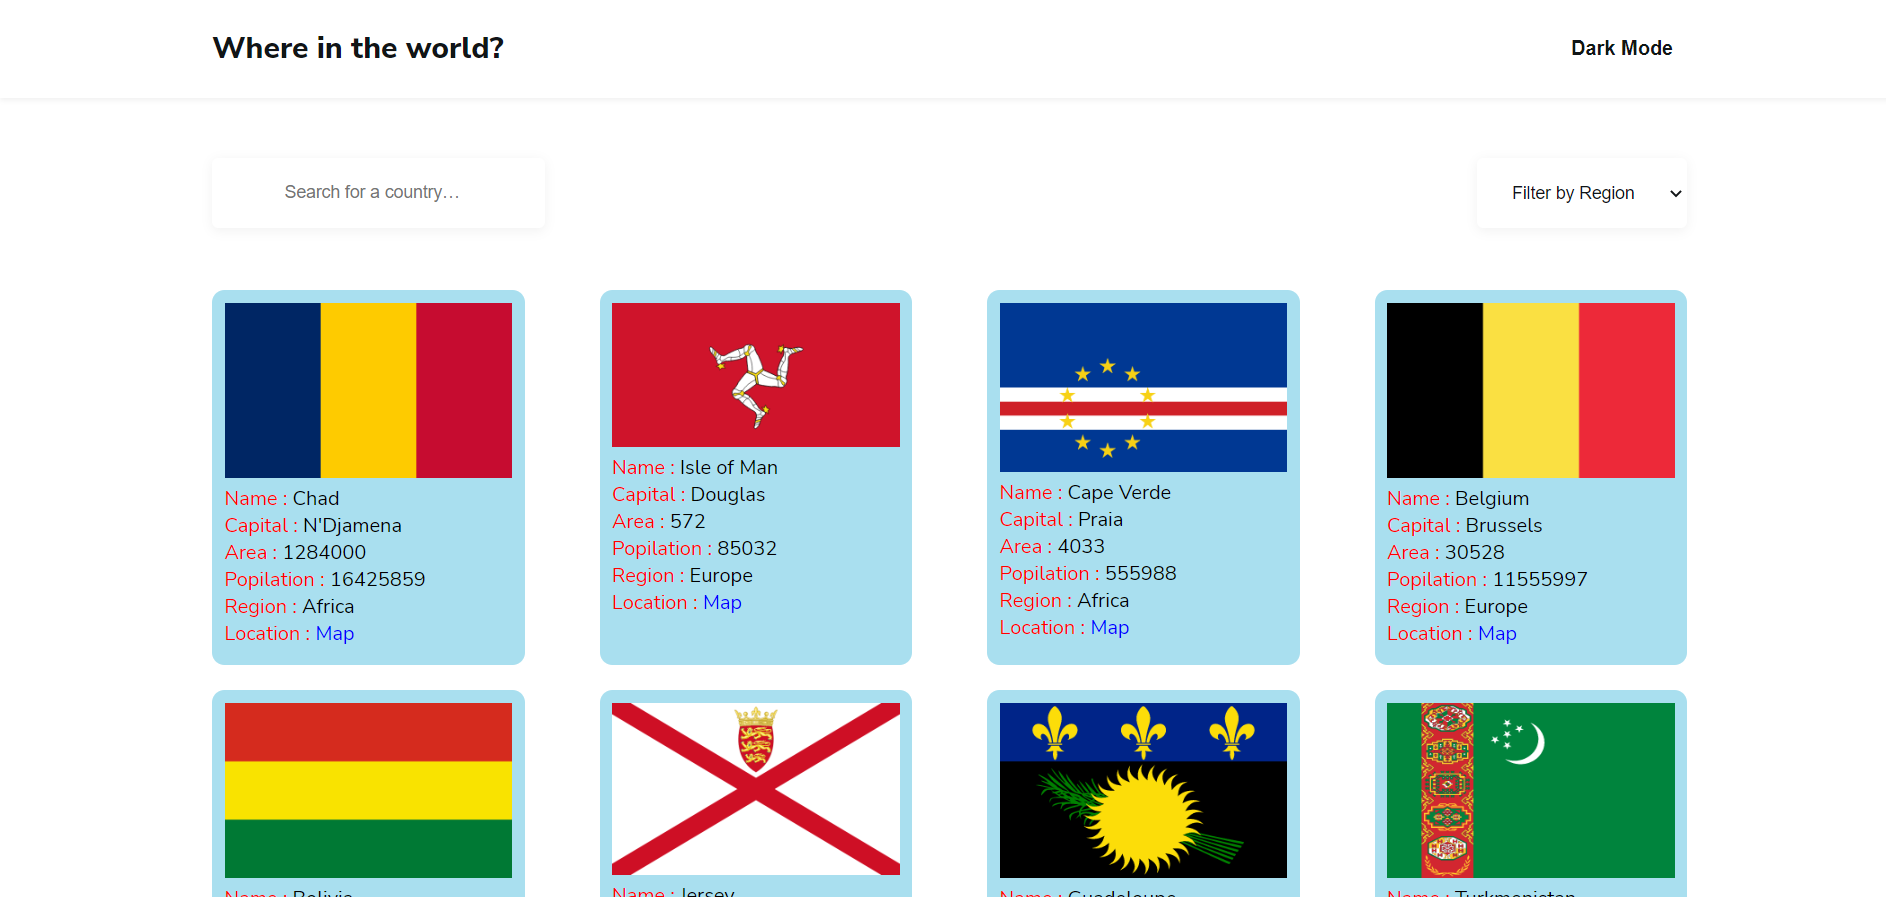 Where in the world?
Dark Mode
Search for a country...
Filter by Region
Name : Chad
Capital : N'Djamena
Area : 1284000
Popilation : 16425859
Region : Africa
Location : Map
Name : Isle of Man
Capital : Douglas
Area : 572
Popilation : 85032
Region : Europe
Location : Map
Name : Cape Verde
Capital : Praia
Area : 4033
Popilation : 555988
Region : Africa
Location : Map
Name : Belgium
Capital : Brussels
Area : 30528
Popilation : 11555997
Region : Europe
Location : Map
Name : Bolivia
Name : Jersey
Name : Guadeloupe
Name : Turkmenistan